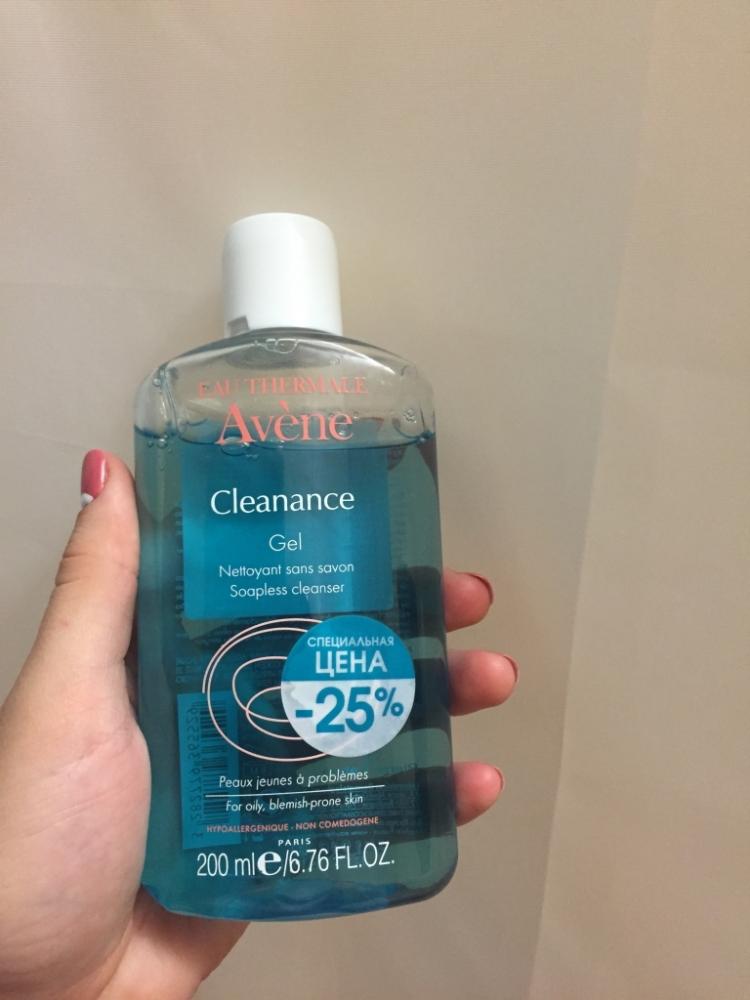 EAU THERMALE
Avène
Cleanance
Gel
Nettoyant sans savon
Soapless cleanser
СПЕЦИАЛЬНАЯ
ЦЕНА
-25%
Peaux jeunes à problèmes
For oily, blemish-prone skin
HYPOALLERGENIQUE - NON COMEDOGENE
PARIS
200 ml e/6.76 FL.OZ.